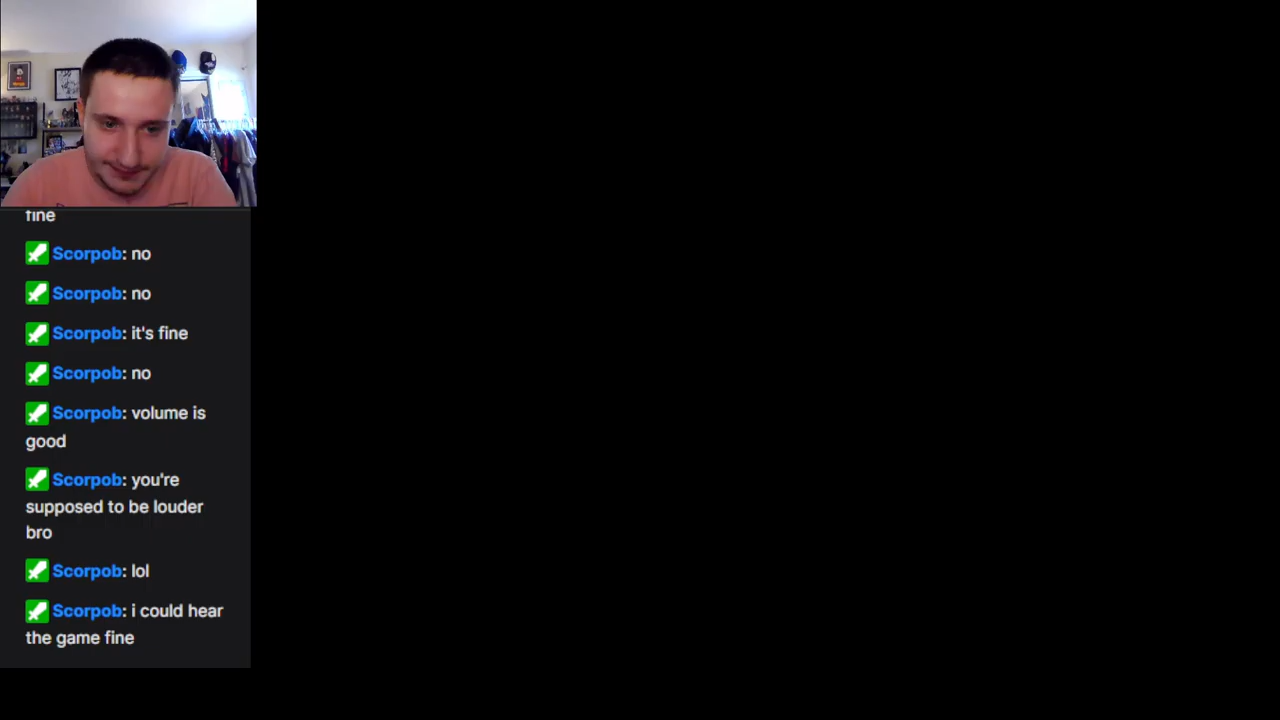 fine
Scorpob: no
Scorpob: no
Scorpob: it's fine
Scorpob: no
Scorpob: volume is
good
Scorpob: you're
supposed to be louder
bro
Scorpob: lol
Scorpob: i could hear
the game fine